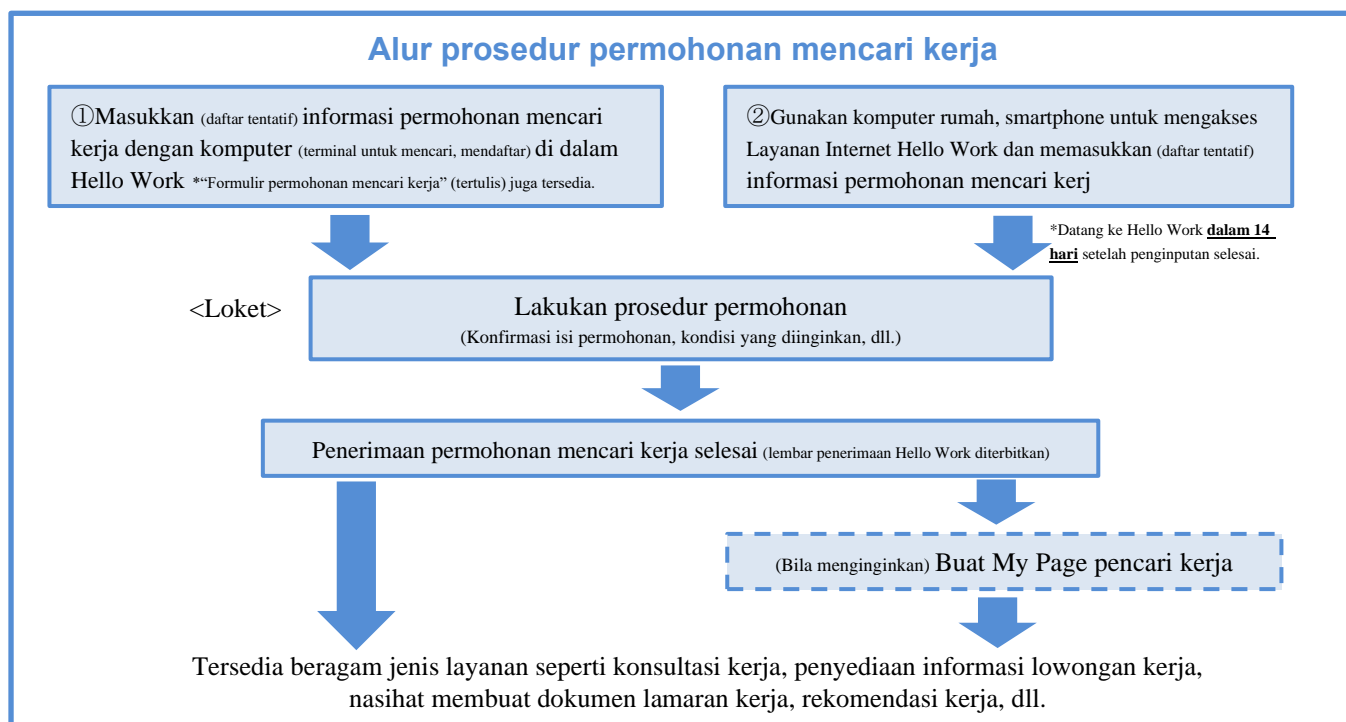 Alur prosedur permohonan mencari kerja
①Masukkan (daftar tentatif) informasi permohonan mencari
kerja dengan komputer (terminal untuk mencari, mendaftar) di dalam
Hello Work *“Formulir permohonan mencari kerja” (tertulis) juga tersedia.
②Gunakan komputer rumah, smartphone untuk mengakses
Layanan Internet Hello Work dan memasukkan (daftar tentatif)
informasi permohonan mencari kerj
*Datang ke Hello Work dalam 14
hari setelah penginputan selesai.
<Loket>
Lakukan prosedur permohonan
(Konfirmasi isi permohonan, kondisi yang diinginkan, dll.)
Penerimaan permohonan mencari kerja selesai (lembar penerimaan Hello Work diterbitkan)
(Bila menginginkan) Buat My Page pencari kerja
Tersedia beragam jenis layanan seperti konsultasi kerja, penyediaan informasi lowongan kerja,
nasihat membuat dokumen lamaran kerja, rekomendasi kerja, dll.